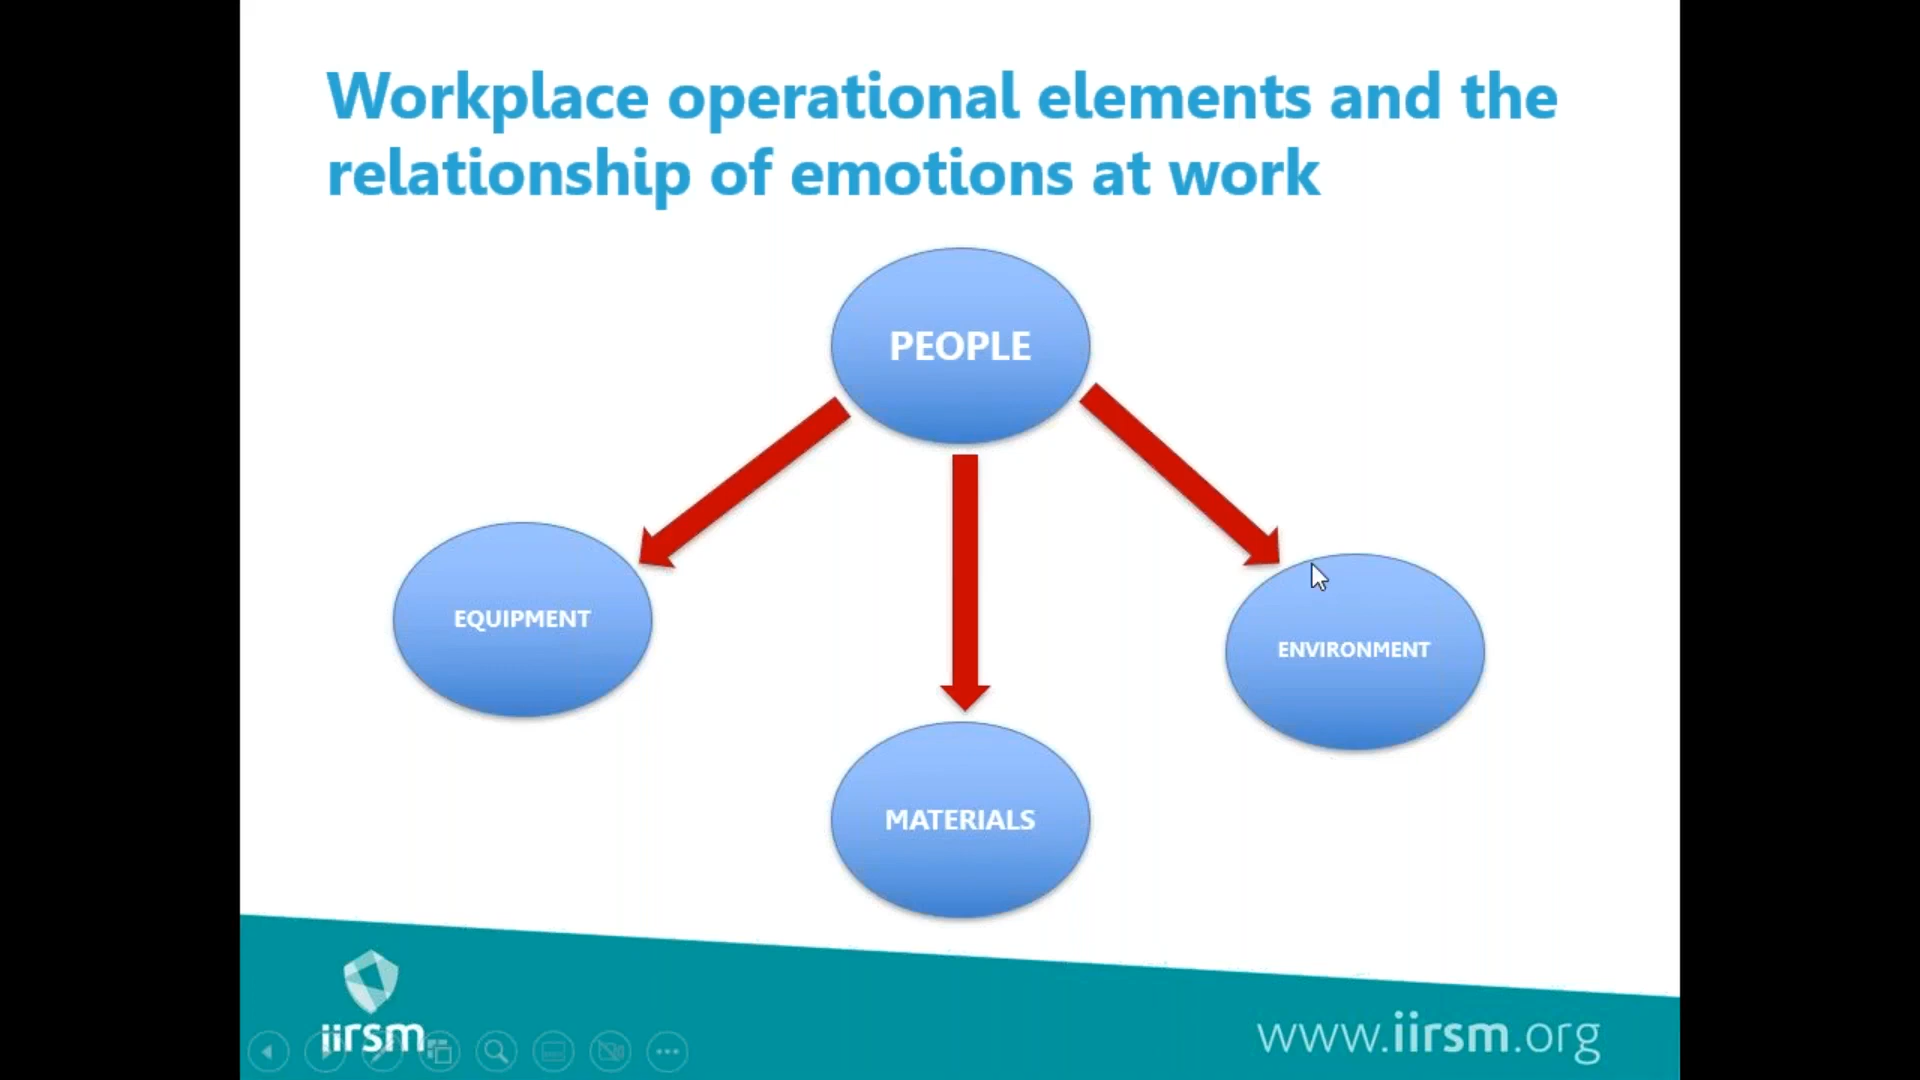 Workplace operational elements and the
relationship of emotions at work
PEOPLE
EQUIPMENT
ENVIRONMENT
MATERIALS
iirsm
www.iirsm.org